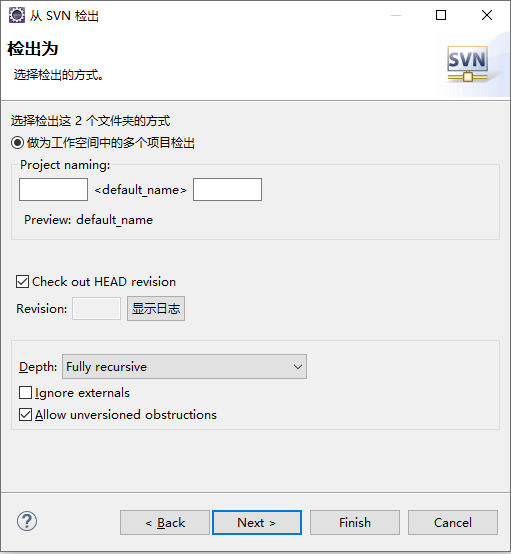 从 SVN 检出
检出为
选择检出的方式。
SVN
选择检出这 2 个文件夹的方式
做为工作空间中的多个项目检出
Project naming:
<default_name>
Preview: default_name
Check out HEAD revision
Revision: 显示日志
Depth: Fully recursive
Ignore externals
Allow unversioned obstructions
? < Back Next > Finish Cancel